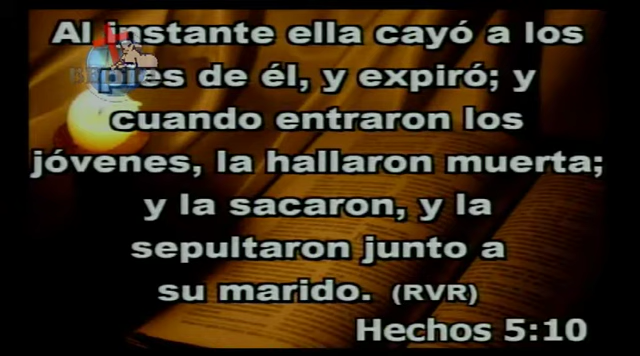 Al instante ella cayó a los
pies de él, y expiró; y
cuando entraron los
jóvenes, la hallaron muerta;
y la sacaron, y la
sepultaron junto a
su marido. (RVR)
Hechos 5:10